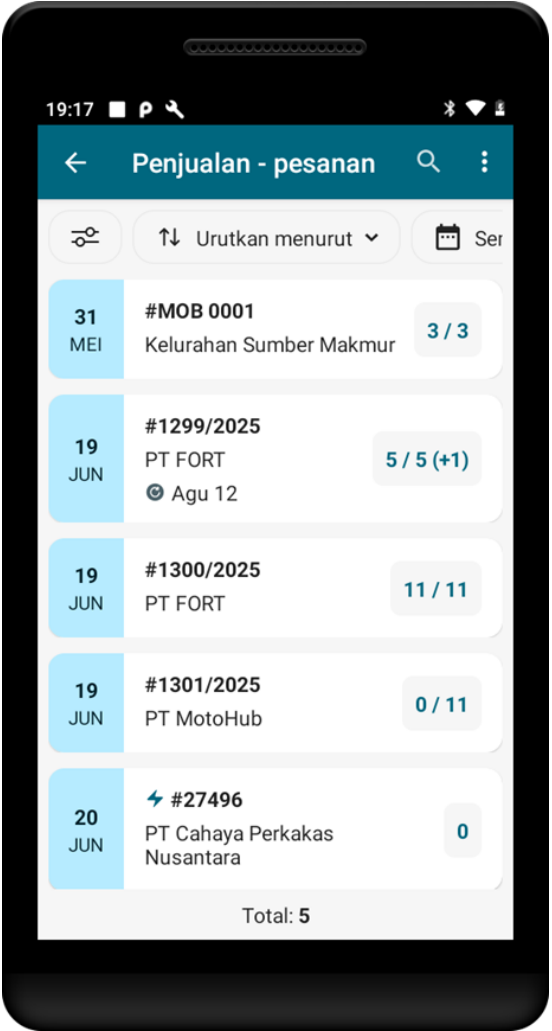 19:17
Penjualan - pesanan
Urutkan menurut
31
MEI
#MOB 0001
Kelurahan Sumber Makmur
3 / 3
19
JUN
#1299/2025
PT FORT
Agu 12
5 / 5 (+1)
19
JUN
#1300/2025
PT FORT
11 / 11
19
JUN
#1301/2025
PT MotoHub
0 / 11
20
JUN
#27496
PT Cahaya Perkakas
Nusantara
0
Total: 5